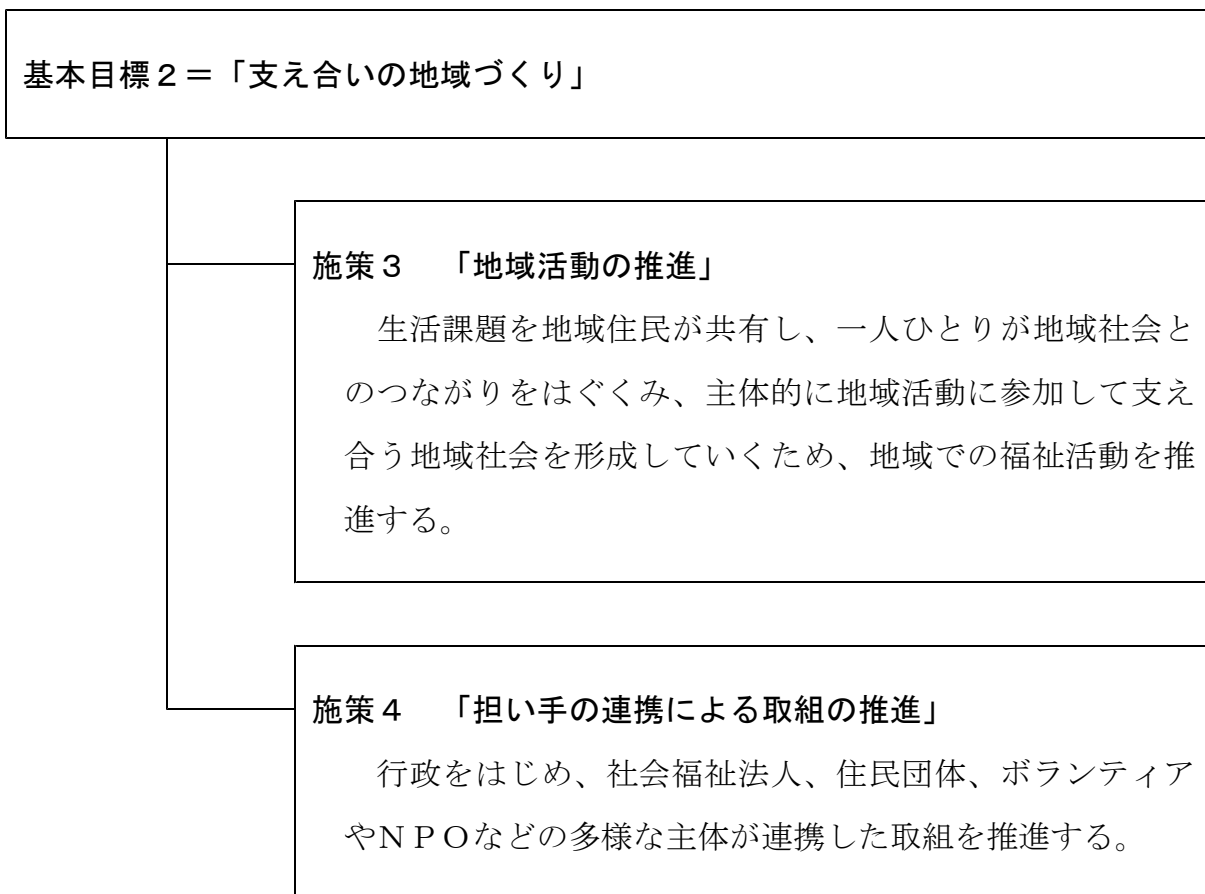 基本目標２＝「支え合いの地域づくり」
施策３　「地域活動の推進」
生活課題を地域住民が共有し、一人ひとりが地域社会と
のつながりをはぐくみ、主体的に地域活動に参加して支え
合う地域社会を形成していくため、地域での福祉活動を推
進する。
施策４　「担い手の連携による取組の推進」
行政をはじめ、社会福祉法人、住民団体、ボランティア
やＮＰＯなどの多様な主体が連携した取組を推進する。